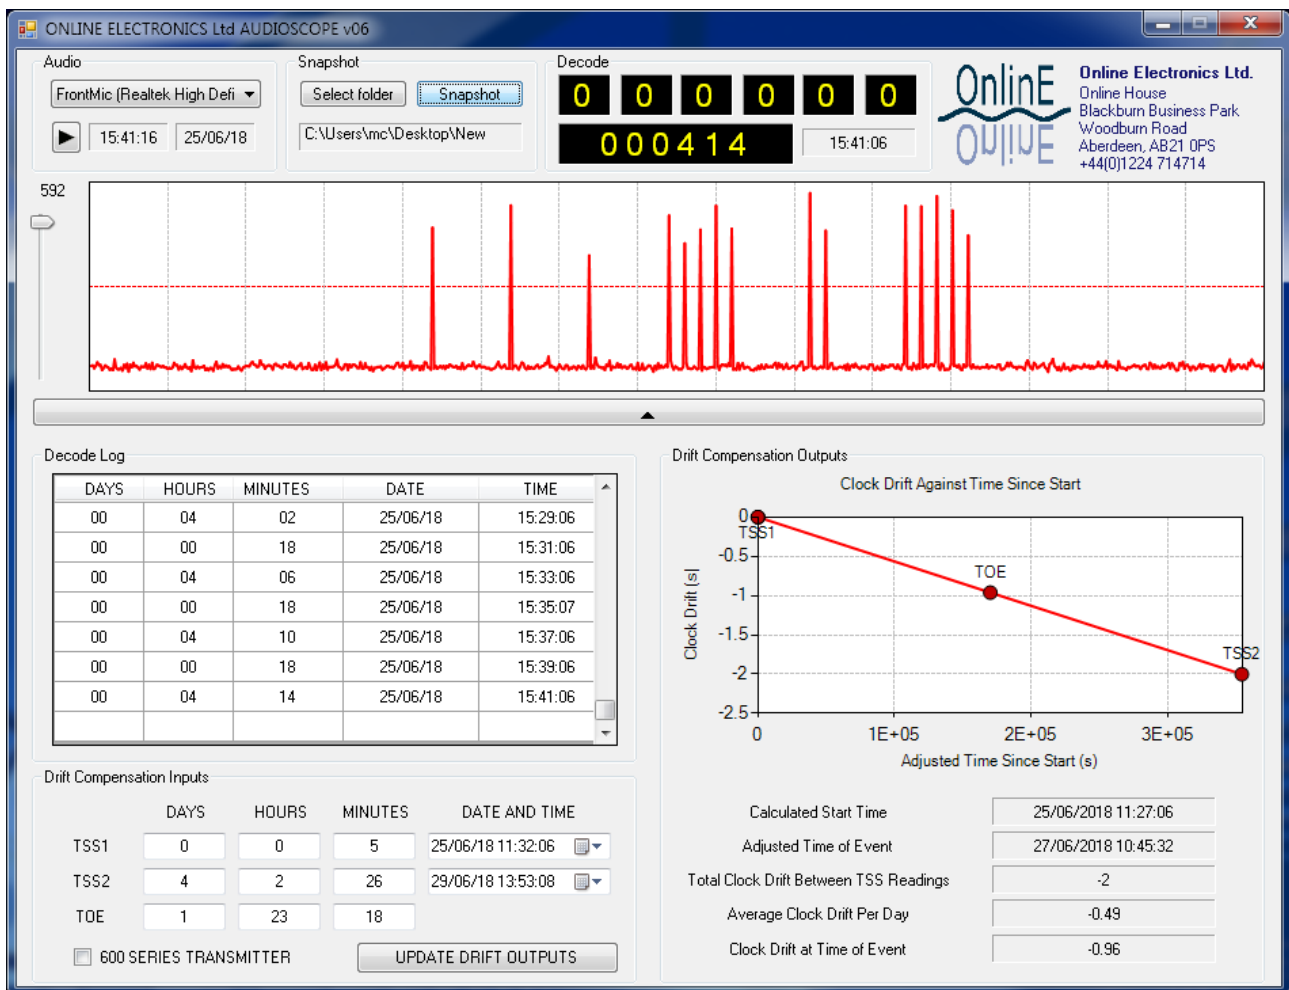 ONLINE ELECTRONICS Ltd AUDIOSCOPE v06
Audio
FrontMic (Realtek High Defi
15:41:16 25/06/18
Snapshot
Select folder Snapshot
C:\Users\mc\Desktop\New
Decode
0 0 0 0 0 0
000414 15:41:06
OnlinE
OnlinE
Online Electronics Ltd.
Online House
Blackburn Business Park
Woodburn Road
Aberdeen, AB21 0PS
+44(0)1224 714714
592
Decode Log
DAYS HOURS MINUTES DATE TIME
00 04 02 25/06/18 15:29:06
00 00 18 25/06/18 15:31:06
00 04 06 25/06/18 15:33:06
00 00 18 25/06/18 15:35:07
00 04 10 25/06/18 15:37:06
00 00 18 25/06/18 15:39:06
00 04 14 25/06/18 15:41:06
Drift Compensation Inputs
DAYS HOURS MINUTES DATE AND TIME
TSS1 0 0 5 25/06/18 11:32:06
TSS2 4 2 26 29/06/18 13:53:08
TOE 1 23 18
600 SERIES TRANSMITTER UPDATE DRIFT OUTPUTS
Drift Compensation Outputs
Clock Drift Against Time Since Start
Clock Drift (s)
0
-0.5
-1
-1.5
-2
-2.5
TSS1
TOE
TSS2
0 1E+05 2E+05 3E+05
Adjusted Time Since Start (s)
Calculated Start Time 25/06/2018 11:27:06
Adjusted Time of Event 27/06/2018 10:45:32
Total Clock Drift Between TSS Readings -2
Average Clock Drift Per Day -0.49
Clock Drift at Time of Event -0.96